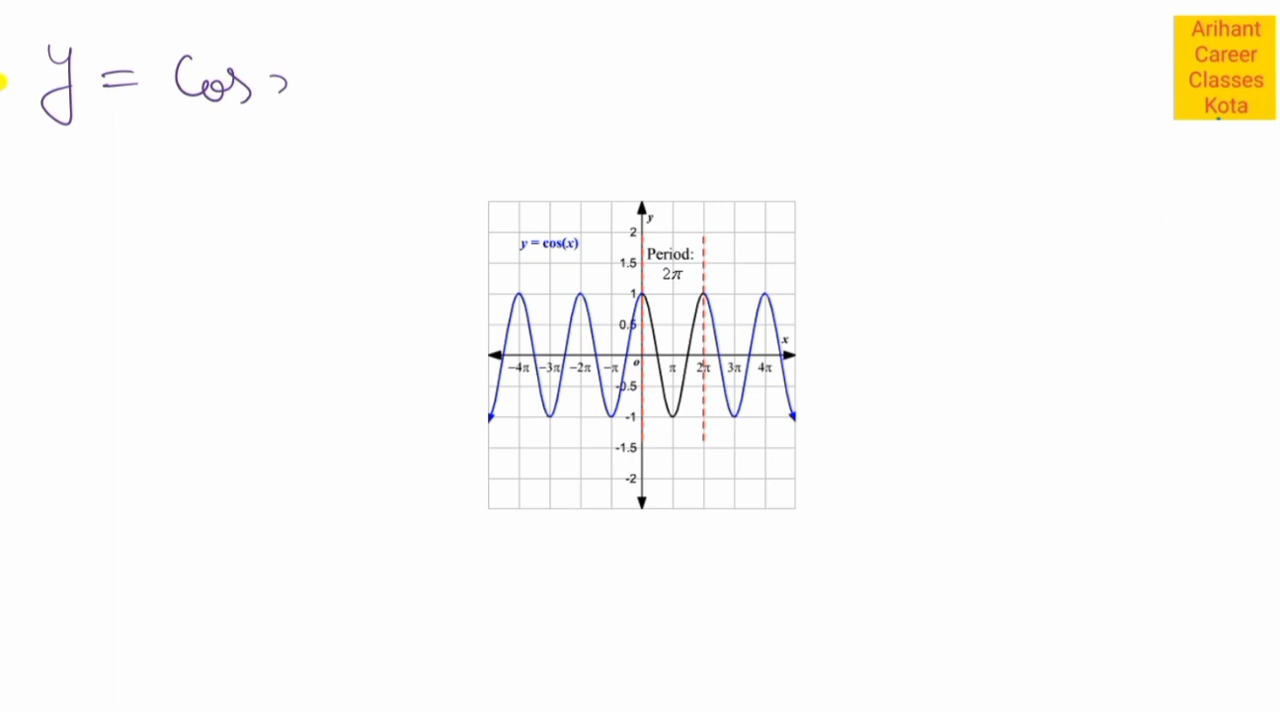 y = Cos
Arihant
Career
Classes
Kota
y
2
y = cos(x)
Period:
1.5
2π
1
0.5
x
o
−4π −3π −2π −π π 2π 3π 4π
-0.5
-1
-1.5
-2